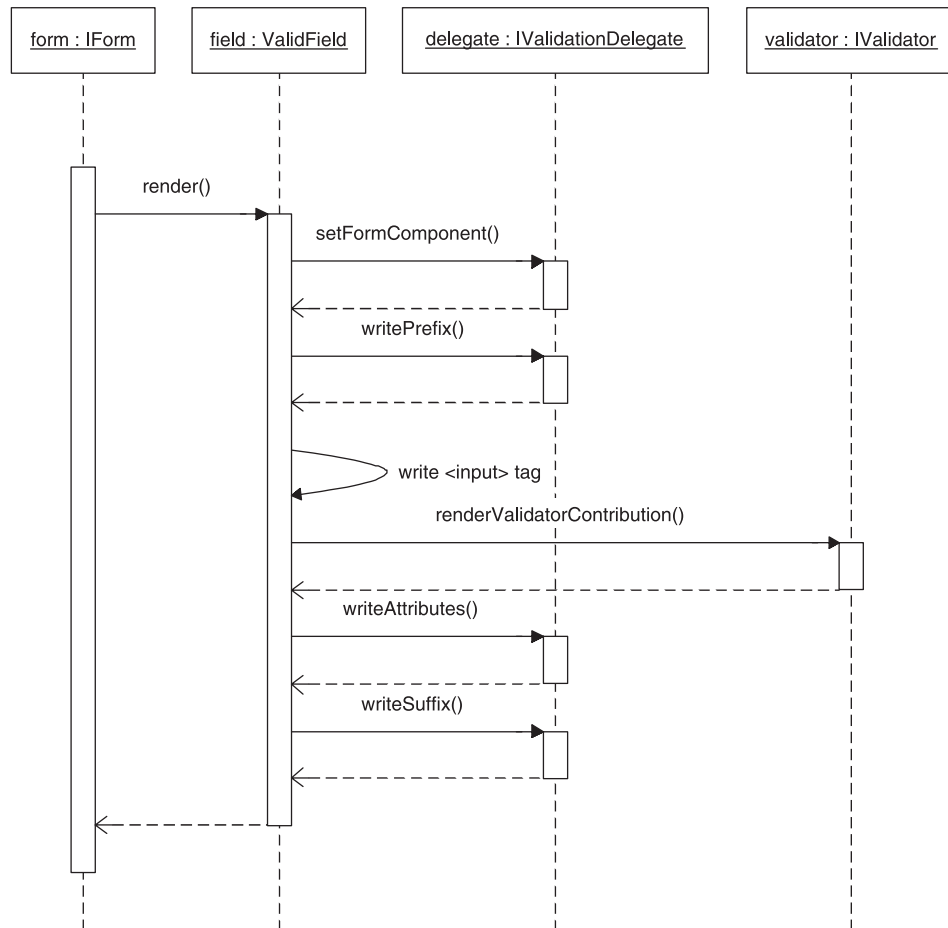 form : IForm
field : ValidField
delegate : IValidationDelegate
validator : IValidator
render()
setFormComponent()
writePrefix()
write <input> tag
renderValidatorContribution()
writeAttributes()
writeSuffix()